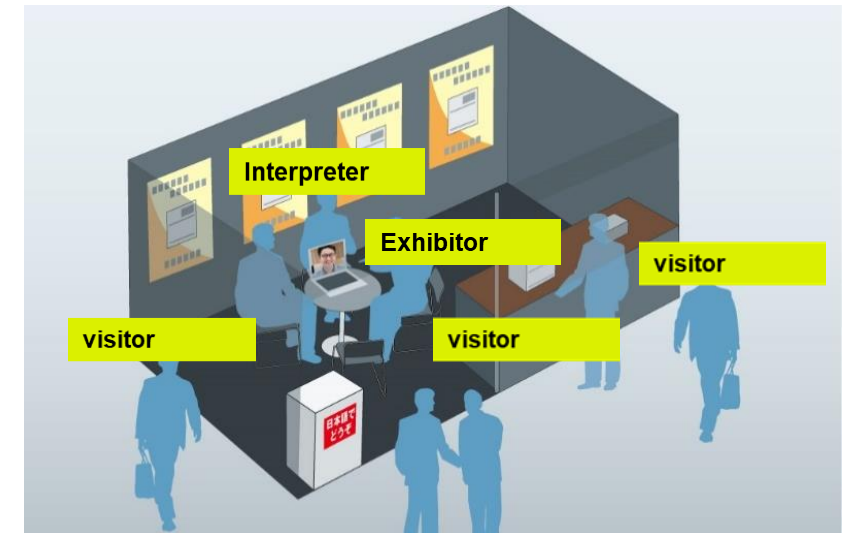 Interpreter
Exhibitor
visitor
visitor
visitor
日本語で
どうぞ